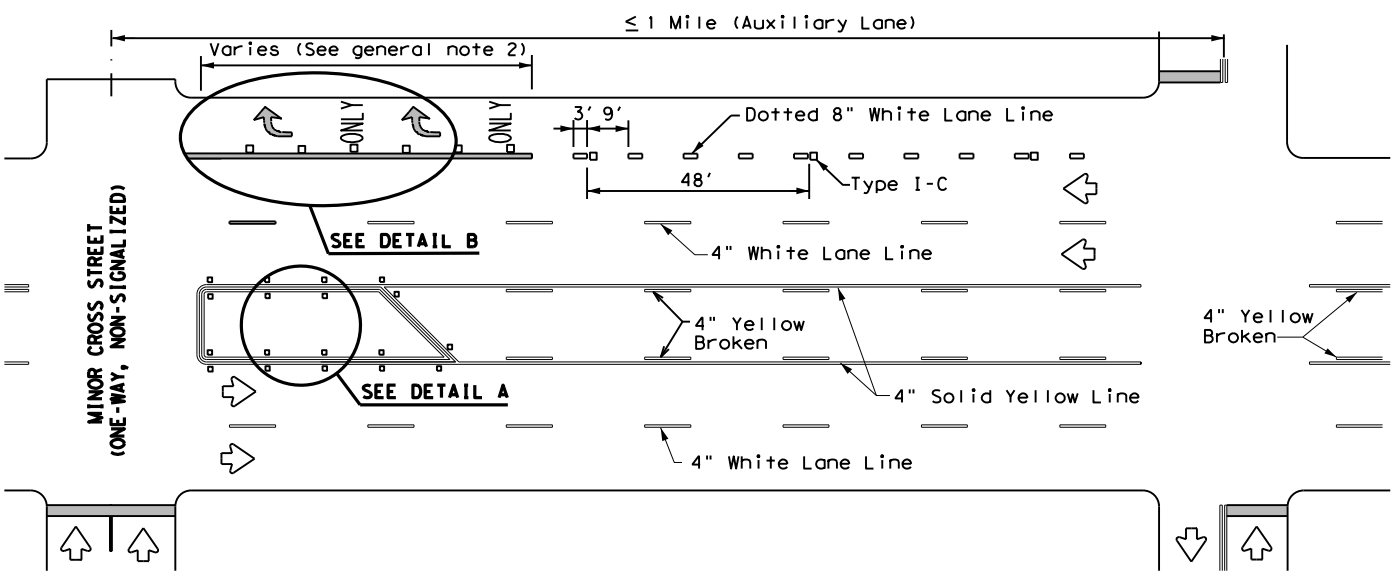 ≤ 1 Mile (Auxiliary Lane)
Varies (See general note 2)
ONLY
ONLY
3' 9'
Dotted 8" White Lane Line
48'
Type I-C
SEE DETAIL B
4" White Lane Line
MINOR CROSS STREET
(ONE-WAY, NON-SIGNALIZED)
4" Yellow
Broken
4" Yellow
Broken
SEE DETAIL A
4" Solid Yellow Line
4" White Lane Line